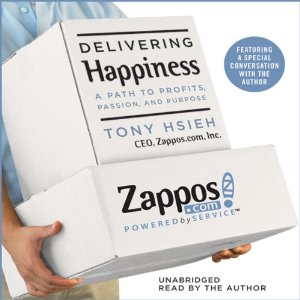 DELIVERING
Happiness
A PATH TO PROFITS,
PASSION, AND PURPOSE
TONY HSIEH
CEO, Zappos.com, Inc.
FEATURING
A SPECIAL
CONVERSATION
WITH THE
AUTHOR
Zappos
.com
POWERED by SERVICE™
UNABRIDGED
READ BY THE AUTHOR